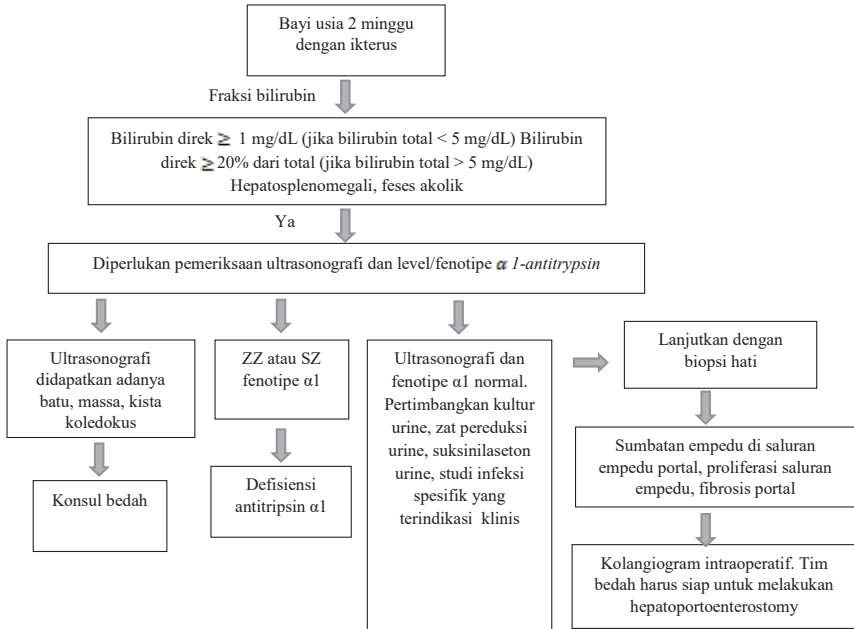 Bayi usia 2 minggu
dengan ikterus
Fraksi bilirubin
Bilirubin direk ≥ 1 mg/dL (jika bilirubin total < 5 mg/dL) Bilirubin
direk ≥20% dari total (jika bilirubin total > 5 mg/dL)
Hepatosplenomegali, feses akolik
Ya
Diperlukan pemeriksaan ultrasonografi dan level/fenotipe α 1-antitrypsin
Ultrasonografi
didapatkan adanya
batu, massa, kista
koledokus
Konsul bedah
ZZ atau SZ
fenotipe α1
Defisiensi
antitripsin α1
Ultrasonografi dan
fenotipe α1 normal.
Pertimbangkan kultur
urine, zat pereduksi
urine, suksinilaseton
urine, studi infeksi
spesifik yang
terindikasi klinis
Lanjutkan dengan
biopsi hati
Sumbatan empedu di saluran
empedu portal, proliferasi saluran
empedu, fibrosis portal
Kolangiogram intraoperatif. Tim
bedah harus siap untuk melakukan
hepatoportoenterostomy